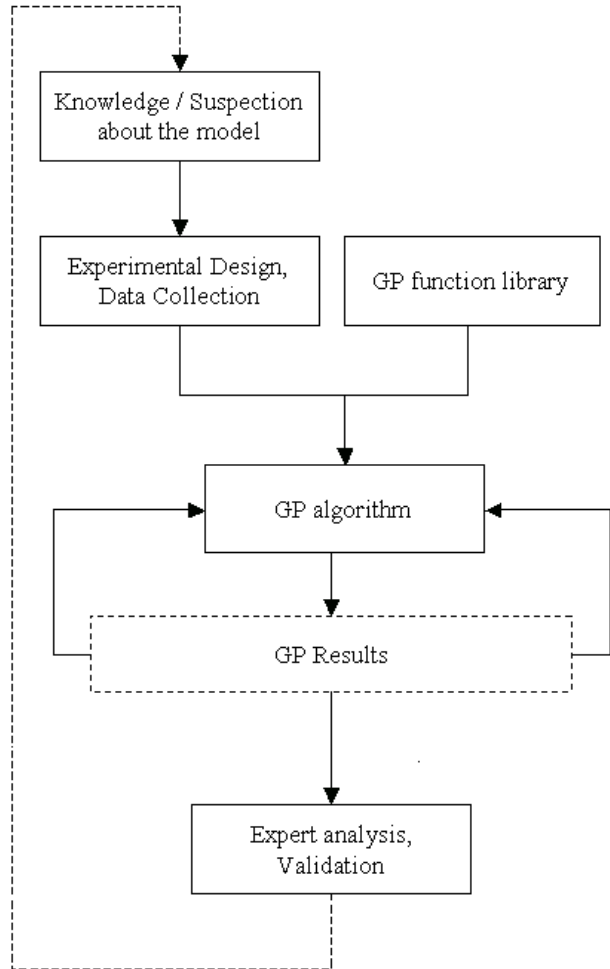 Knowledge / Suspection
about the model
Experimental Design,
Data Collection
GP function library
GP algorithm
GP Results
Expert analysis,
Validation